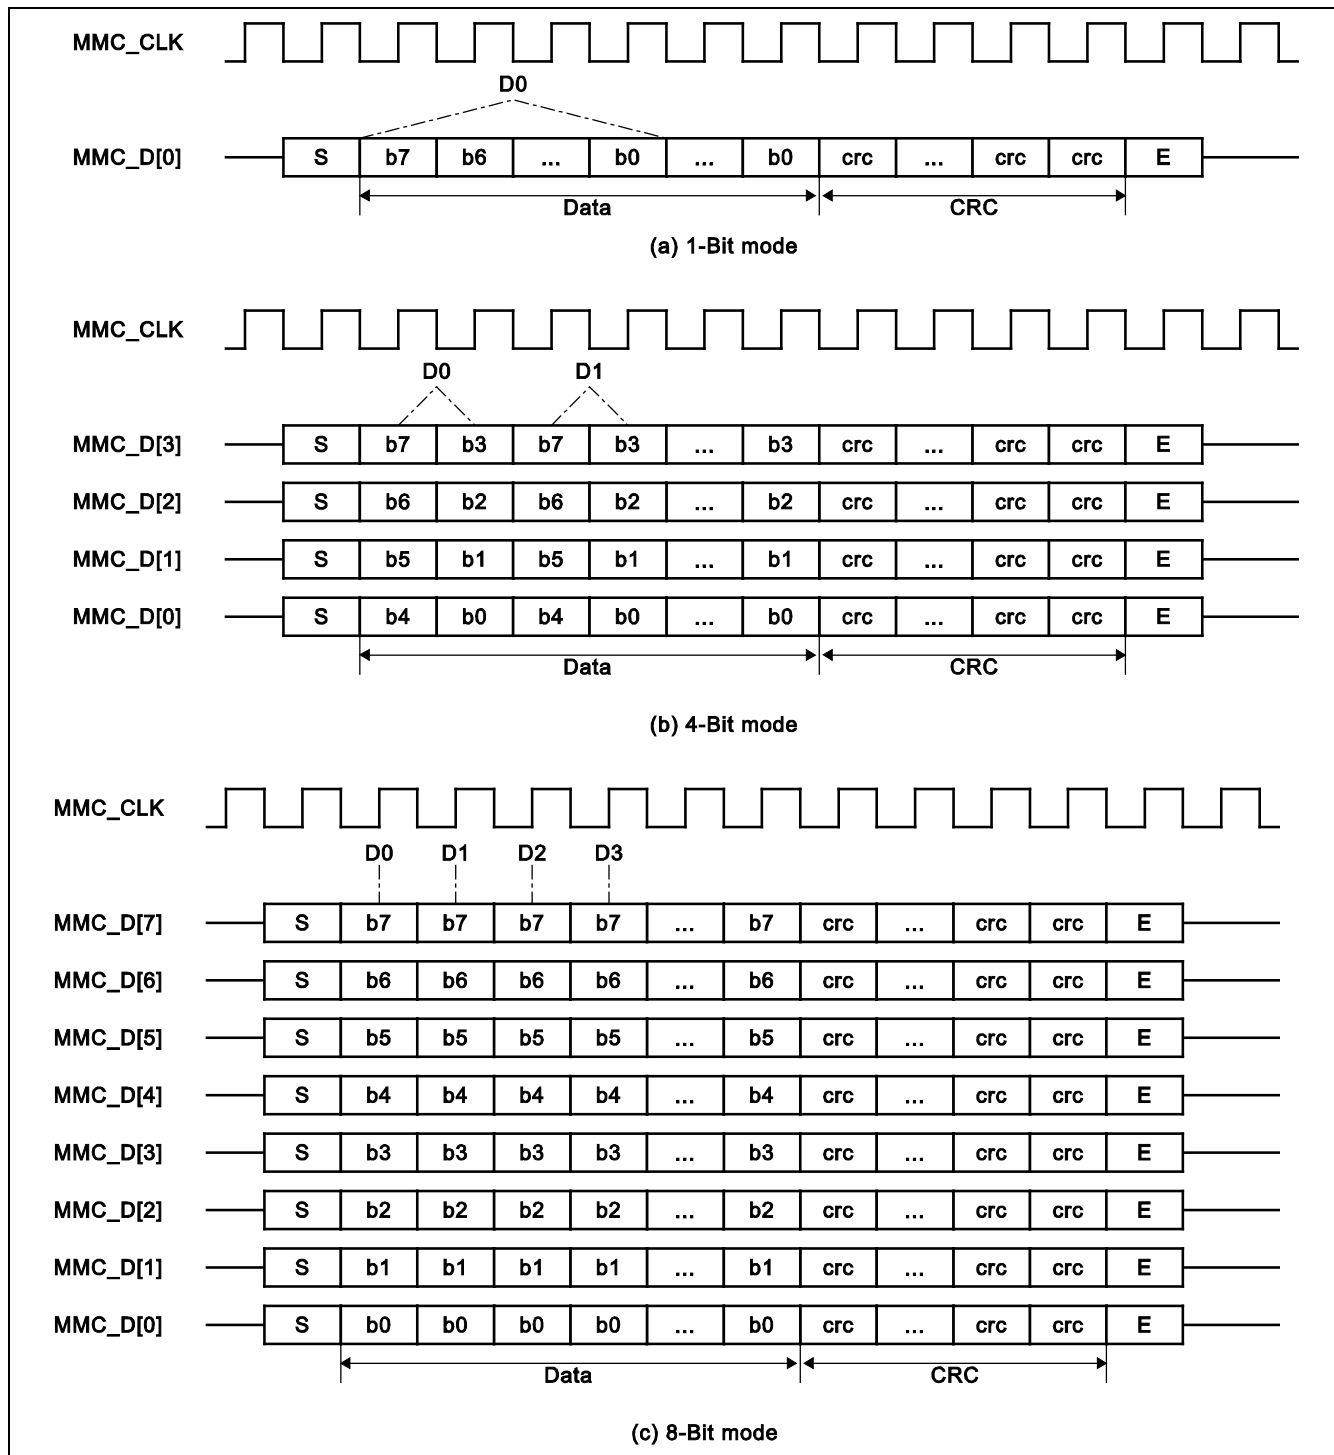 MMC_CLK
D0
MMC_D[0] S b7 b6 ... b0 ... b0 crc ... crc crc E
Data CRC
(a) 1-Bit mode
MMC_CLK
D0 D1
MMC_D[3] S b7 b3 b7 b3 ... b3 crc ... crc crc E
MMC_D[2] S b6 b2 b6 b2 ... b2 crc ... crc crc E
MMC_D[1] S b5 b1 b5 b1 ... b1 crc ... crc crc E
MMC_D[0] S b4 b0 b4 b0 ... b0 crc ... crc crc E
Data CRC
(b) 4-Bit mode
MMC_CLK
D0 D1 D2 D3
MMC_D[7] S b7 b7 b7 b7 ... b7 crc ... crc crc E
MMC_D[6] S b6 b6 b6 b6 ... b6 crc ... crc crc E
MMC_D[5] S b5 b5 b5 b5 ... b5 crc ... crc crc E
MMC_D[4] S b4 b4 b4 b4 ... b4 crc ... crc crc E
MMC_D[3] S b3 b3 b3 b3 ... b3 crc ... crc crc E
MMC_D[2] S b2 b2 b2 b2 ... b2 crc ... crc crc E
MMC_D[1] S b1 b1 b1 b1 ... b1 crc ... crc crc E
MMC_D[0] S b0 b0 b0 b0 ... b0 crc ... crc crc E
Data CRC
(c) 8-Bit mode